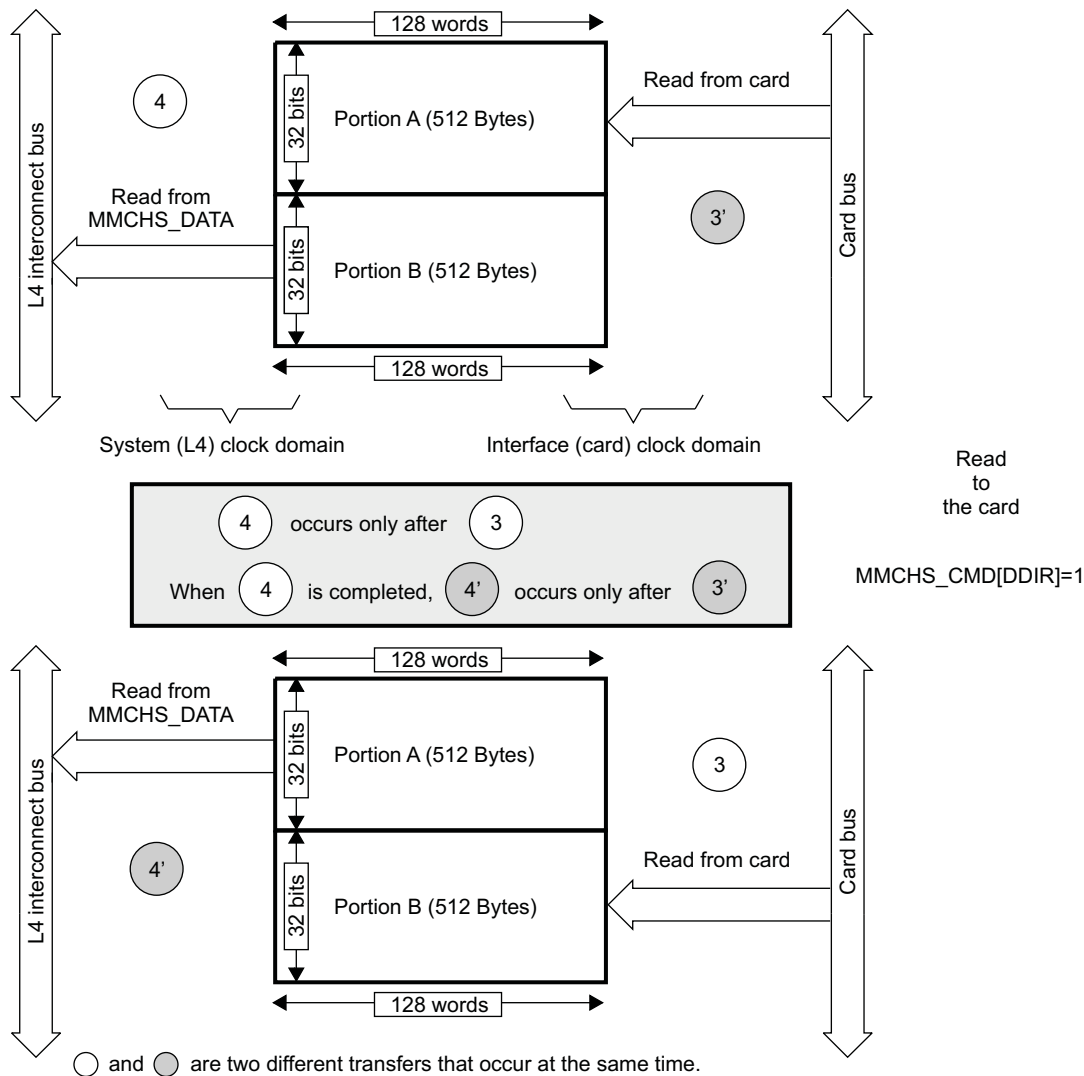 128 words
4
32 bits
Portion A (512 Bytes)
Read from card
L4 interconnect bus
Read from
MMCHS_DATA
3’
Card bus
32 bits
Portion B (512 Bytes)
128 words
System (L4) clock domain
Interface (card) clock domain
Read
to
the card
4 occurs only after 3
When 4 is completed, 4’ occurs only after 3’
MMCHS_CMD[DDIR]=1
128 words
Read from
MMCHS_DATA
32 bits
Portion A (512 Bytes)
3
L4 interconnect bus
4’
32 bits
Portion B (512 Bytes)
Read from card
Card bus
128 words
and are two different transfers that occur at the same time.